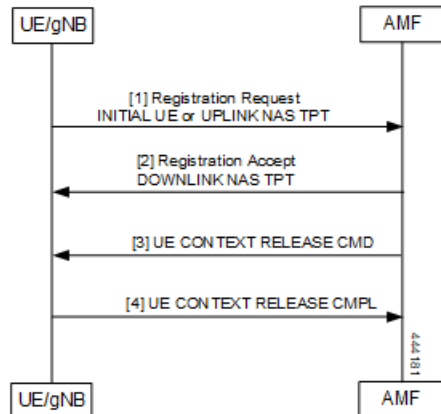 UE/gNB
AMF
[1] Registration Request
INITIAL UE or UPLINK NAS TPT
[2] Registration Accept
DOWNLINK NAS TPT
[3] UE CONTEXT RELEASE CMD
[4] UE CONTEXT RELEASE CMPL
444181
UE/gNB
AMF